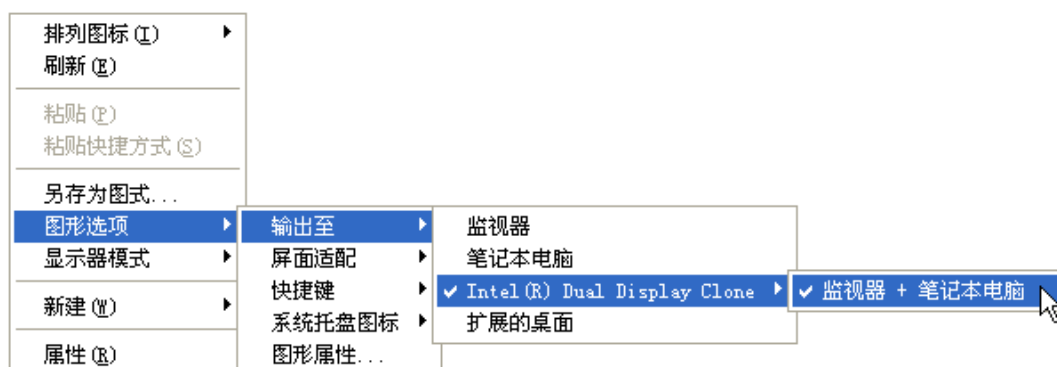 排列图标(I)
刷新(E)
粘贴(P)
粘贴快捷方式(S)
另存为图式...
图形选项
显示器模式
新建(W)
属性(R)
输出至
屏面适配
快捷键
系统托盘图标
图形属性...
监视器
笔记本电脑
Intel(R) Dual Display Clone
扩展的桌面
监视器 + 笔记本电脑